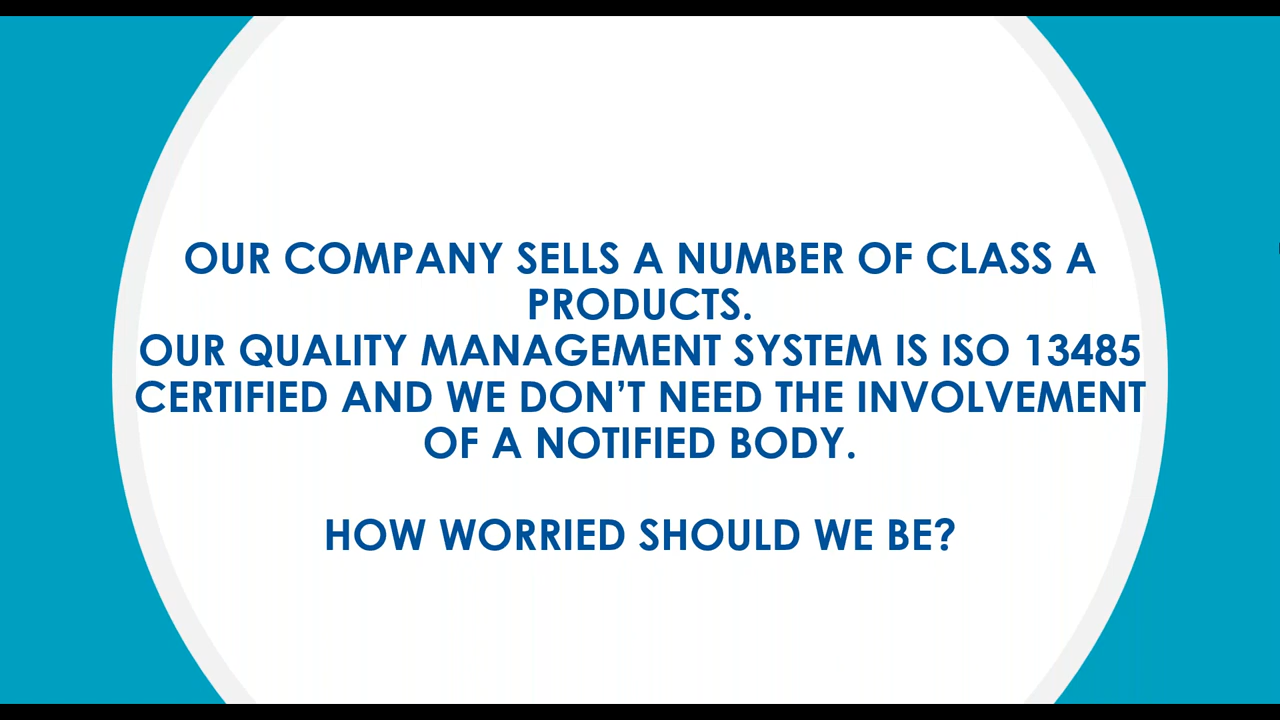 OUR COMPANY SELLS A NUMBER OF CLASS A
PRODUCTS.
OUR QUALITY MANAGEMENT SYSTEM IS ISO 13485
CERTIFIED AND WE DON’T NEED THE INVOLVEMENT
OF A NOTIFIED BODY.
HOW WORRIED SHOULD WE BE?